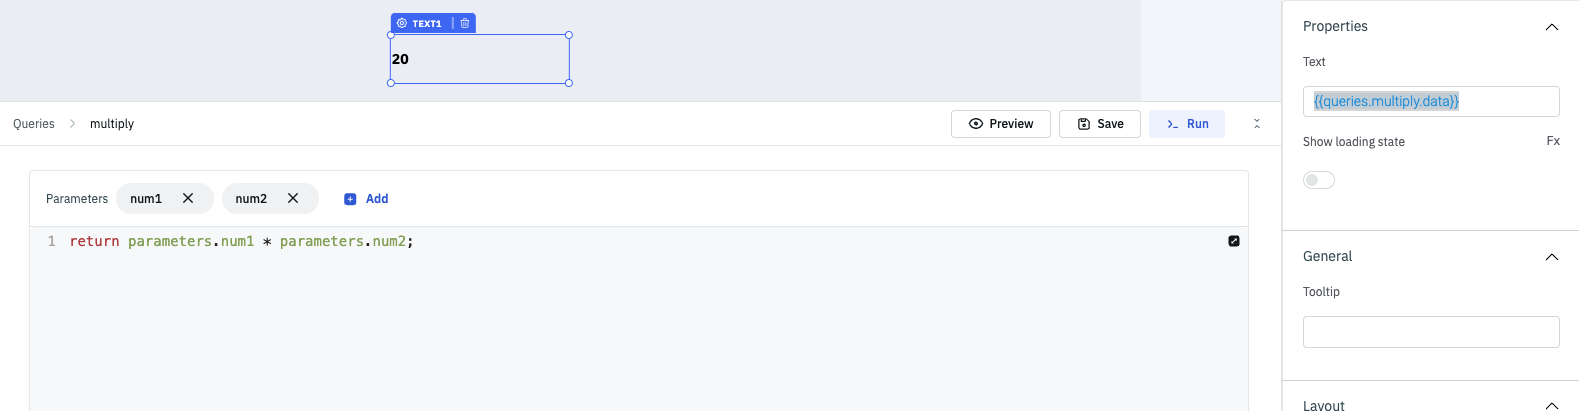 TEXT1
20
Queries > multiply
Preview
Save
Run
Parameters
num1
num2
Add
1 return parameters.num1 * parameters.num2;
Properties
Text
{{queries.multiply.data}}
Show loading state
Fx
General
Tooltip
Layout